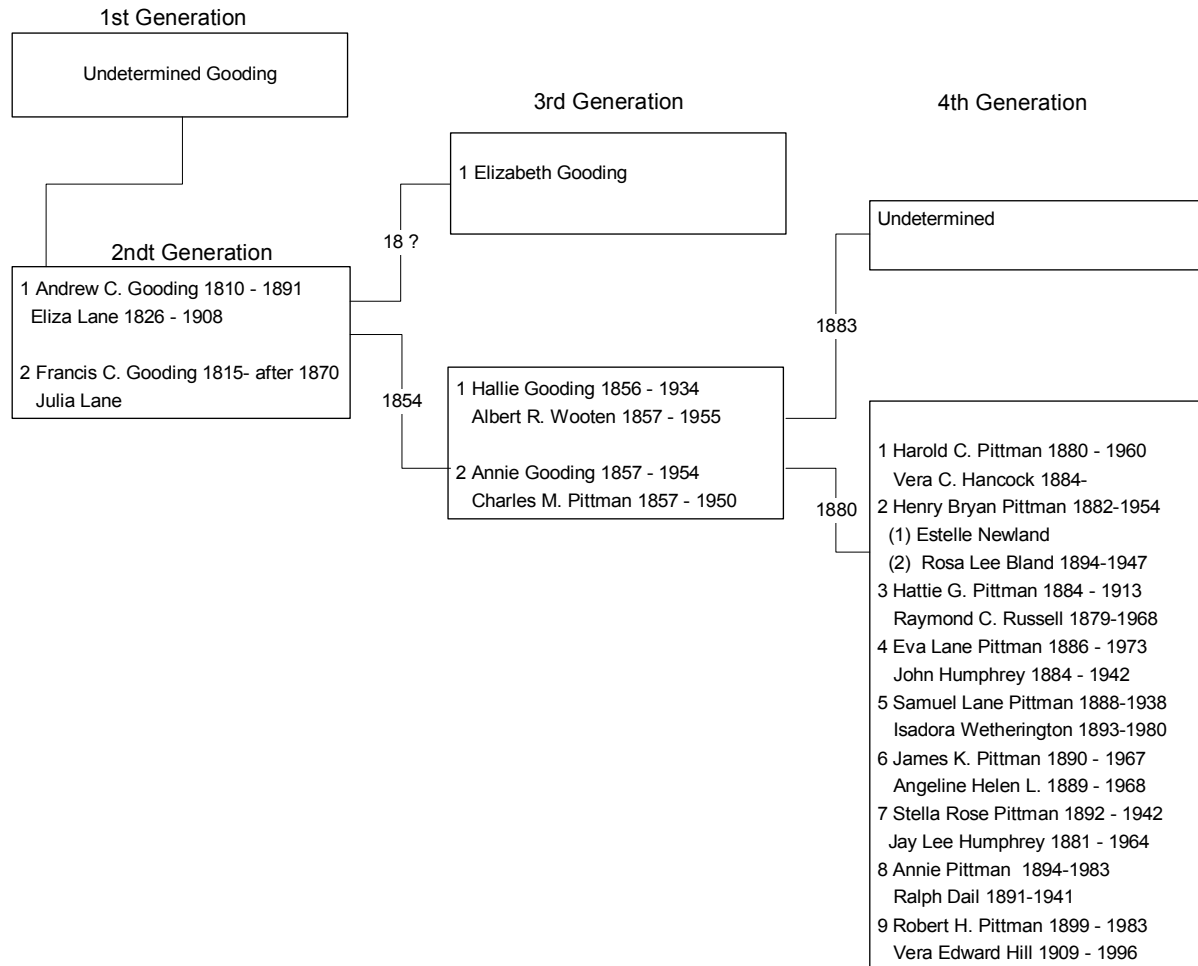 1st Generation
Undetermined Gooding
2ndt Generation
1 Andrew C. Gooding 1810 - 1891
Eliza Lane 1826 - 1908
2 Francis C. Gooding 1815- after 1870
Julia Lane
18 ?
1854
3rd Generation
1 Elizabeth Gooding
1 Hallie Gooding 1856 - 1934
Albert R. Wooten 1857 - 1955
2 Annie Gooding 1857 - 1954
Charles M. Pittman 1857 - 1950
1883
1880
4th Generation
Undetermined
1 Harold C. Pittman 1880 - 1960
Vera C. Hancock 1884-
2 Henry Bryan Pittman 1882-1954
(1) Estelle Newland
(2) Rosa Lee Bland 1894-1947
3 Hattie G. Pittman 1884 - 1913
Raymond C. Russell 1879-1968
4 Eva Lane Pittman 1886 - 1973
John Humphrey 1884 - 1942
5 Samuel Lane Pittman 1888-1938
Isadora Wetherington 1893-1980
6 James K. Pittman 1890 - 1967
Angeline Helen L. 1889 - 1968
7 Stella Rose Pittman 1892 - 1942
Jay Lee Humphrey 1881 - 1964
8 Annie Pittman 1894-1983
Ralph Dail 1891-1941
9 Robert H. Pittman 1899 - 1983
Vera Edward Hill 1909 - 1996